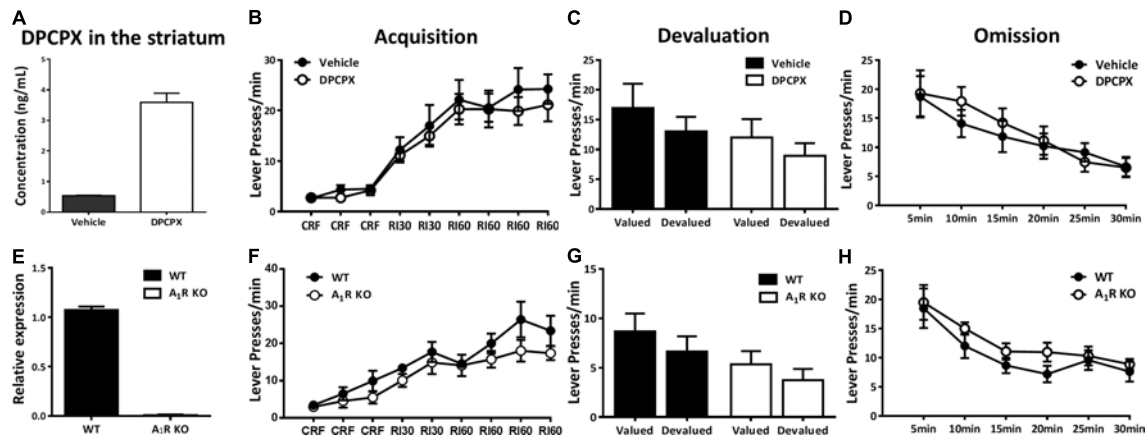 A
DPCPX in the striatum
Concentration (ng/mL)
5
4
3
2
1
0
Vehicle
DPCPX
B
Acquisition
Vehicle
DPCPX
Lever Presses/min
30
20
10
0
CRF CRF CRF RI30 RI30 RI60 RI60 RI60 RI60
C
Devaluation
Vehicle
DPCPX
Lever Presses/min
25
20
15
10
5
0
Valued Devalued Valued Devalued
D
Omission
Vehicle
DPCPX
Lever Presses/min
25
20
15
10
5
0
5min 10min 15min 20min 25min 30min
E
WT
A₁R KO
Relative expression
1.5
1.0
0.5
0.0
WT
A₁R KO
F
WT
A₁R KO
Lever Presses/min
40
30
20
10
0
CRF CRF CRF RI30 RI30 RI60 RI60 RI60 RI60
G
WT
A₁R KO
Lever Presses/min
15
10
5
0
Valued Devalued Valued Devalued
H
WT
A₁R KO
Lever Presses/min
25
20
15
10
5
0
5min 10min 15min 20min 25min 30min